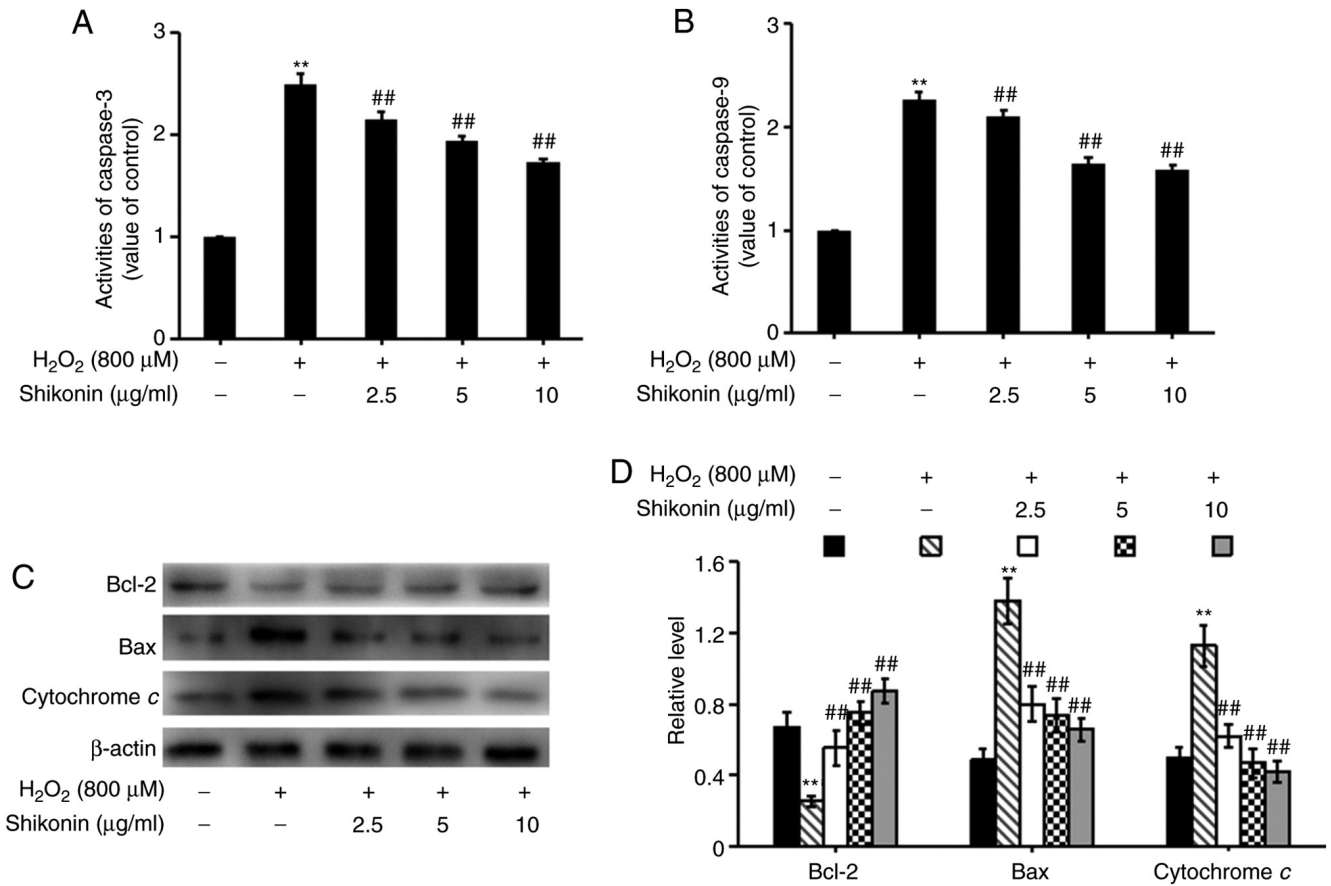 A
Activities of caspase-3
(value of control)
3
2
1
0
**
##
##
##
H₂O₂ (800 μM) – + + + +
Shikonin (μg/ml) – – 2.5 5 10
B
Activities of caspase-9
(value of control)
3
2
1
0
**
##
##
##
H₂O₂ (800 μM) – + + + +
Shikonin (μg/ml) – – 2.5 5 10
C
Bcl-2
Bax
Cytochrome c
β-actin
H₂O₂ (800 μM) – + + + +
Shikonin (μg/ml) – – 2.5 5 10
D
H₂O₂ (800 μM) – + + + +
Shikonin (μg/ml) – – 2.5 5 10
Relative level
1.6
1.2
0.8
0.4
0
** ## ## ##
** ## ## ##
** ## ## ##
Bcl-2 Bax Cytochrome c